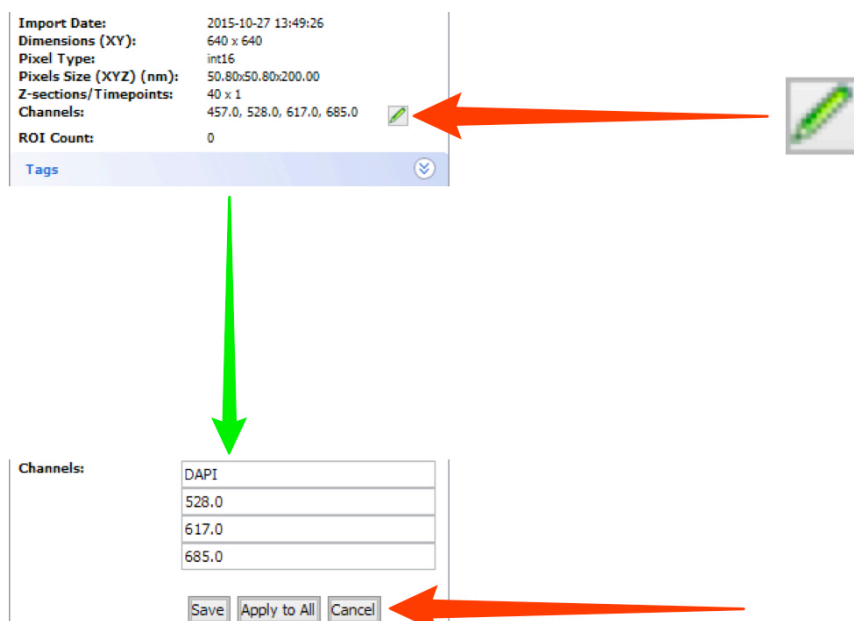 Import Date: 2015-10-27 13:49:26
Dimensions (XY): 640 x 640
Pixel Type: int16
Pixels Size (XYZ) (nm): 50.80x50.80x200.00
Z-sections/Timepoints: 40 x 1
Channels: 457.0, 528.0, 617.0, 685.0
ROI Count: 0
Tags
Channels: DAPI
528.0
617.0
685.0
Save Apply to All Cancel